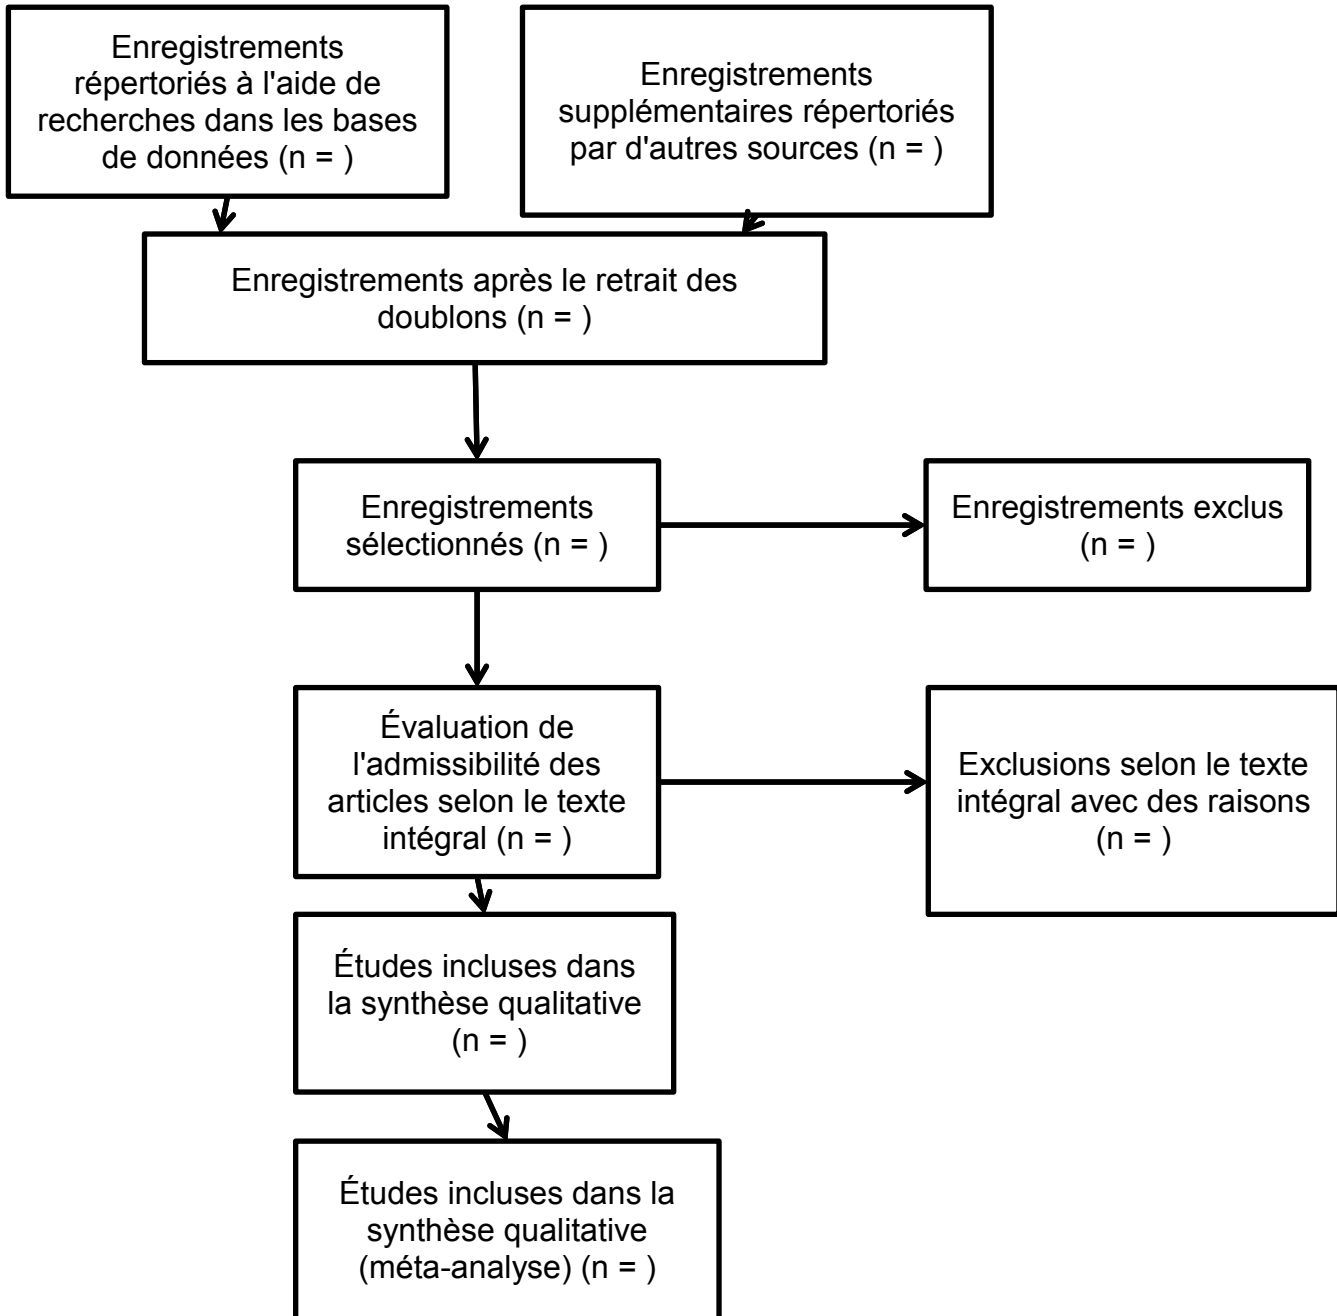 Enregistrements
répertoriés à l'aide de
recherches dans les bases
de données (n = )
Enregistrements
supplémentaires répertoriés
par d'autres sources (n = )
Enregistrements après le retrait des
doublons (n = )
Enregistrements
sélectionnés (n = )
Enregistrements exclus
(n = )
Évaluation de
l'admissibilité des
articles selon le texte
intégral (n = )
Exclusions selon le texte
intégral avec des raisons
(n = )
Études incluses dans
la synthèse qualitative
(n = )
Études incluses dans la
synthèse qualitative
(méta-analyse) (n = )